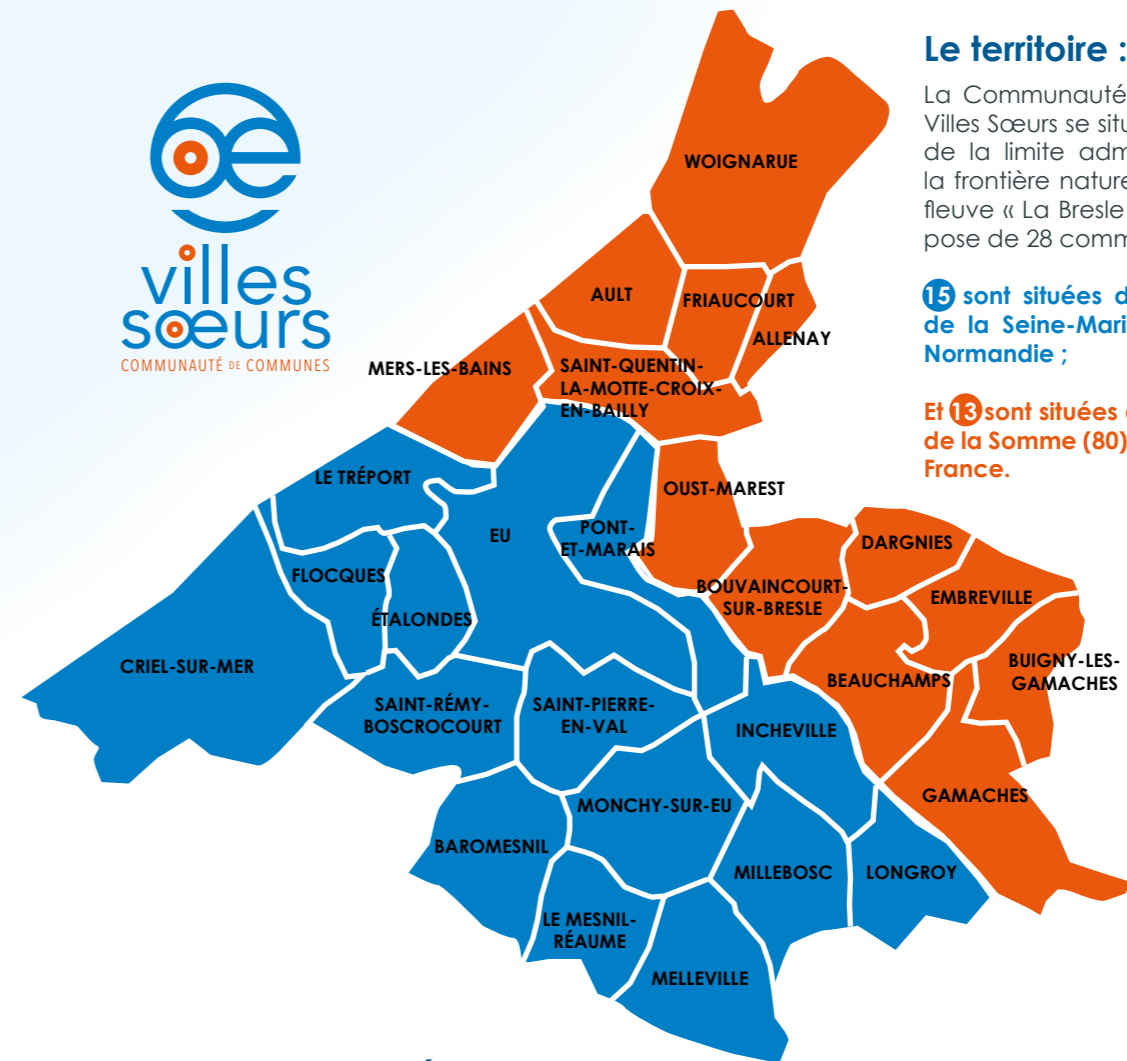 villes
sœurs
COMMUNAUTÉ DE COMMUNES
Le territoire :
La Communauté
Villes Sœurs se situ
de la limite adm
la frontière nature
fleuve « La Bresle
pose de 28 comm
15 sont situées d
de la Seine-Mari
Normandie ;
Et 13 sont situées
de la Somme (80)
France.
WOIGNARUE
AULT
FRIAUCOURT
ALLENAY
MERS-LES-BAINS
SAINT-QUENTIN-
LA-MOTTE-CROIX-
EN-BAILLY
LE TRÉPORT
OUST-MAREST
EU
PONT-
ET-MARAIS
DARGNIES
FLOCQUES
BOUVAINCOURT-
SUR-BRESLE
EMBREVILLE
ÉTALONDES
CRIEL-SUR-MER
BUIGNY-LES-
GAMACHES
BEAUCHAMPS
SAINT-RÉMY-
BOSCROCOURT
SAINT-PIERRE-
EN-VAL
INCHEVILLE
GAMACHES
MONCHY-SUR-EU
BAROMESNIL
MILLEBOSC
LONGROY
LE MESNIL-
RÉAUME
MELLEVILLE